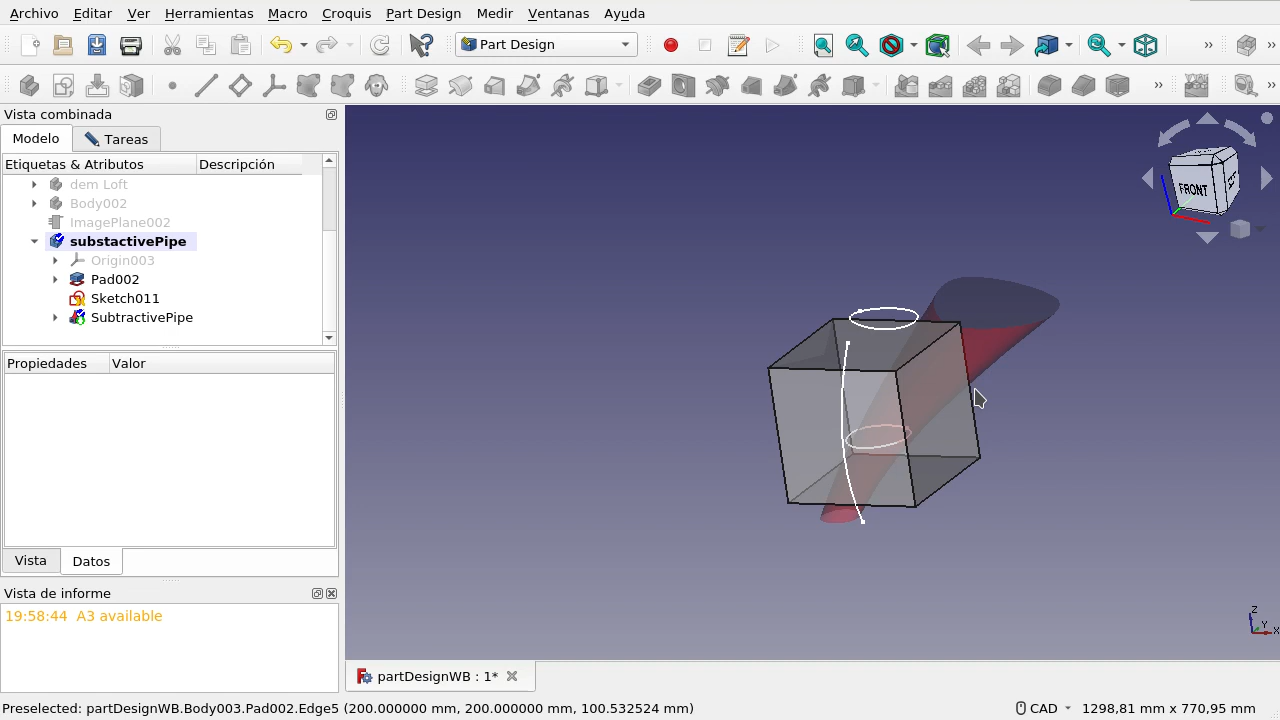 Archivo Editar Ver Herramientas Macro Croquis Part Design Medir Ventanas Ayuda
Part Design
Vista combinada
Modelo Tareas
Etiquetas & Atributos Descripción
dem Loft
Body002
ImagePlane002
substactivePipe
Origin003
Pad002
Sketch011
SubtractivePipe
Propiedades Valor
Vista Datos
Vista de informe
19:58:44 A3 available
FRONT
Z
Y
X
partDesignWB : 1*
Preselected: partDesignWB.Body003.Pad002.Edge5 (200.000000 mm, 200.000000 mm, 100.532524 mm)
CAD 1298,81 mm x 770,95 mm